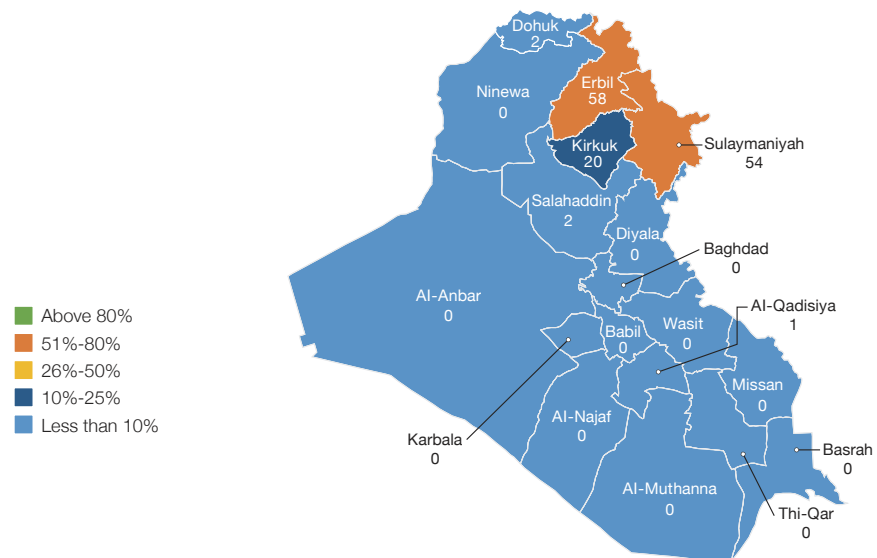 Dohuk
2
Erbil
58
Ninewa
0
Kirkuk
20
Sulaymaniyah
54
Salahaddin
2
Diyala
0
Baghdad
0
Al-Anbar
0
Al-Qadisiya
1
Babil
0
Wasit
0
Missan
0
Al-Najaf
0
Karbala
0
Basrah
0
Al-Muthanna
0
Thi-Qar
0
Above 80%
51%-80%
26%-50%
10%-25%
Less than 10%